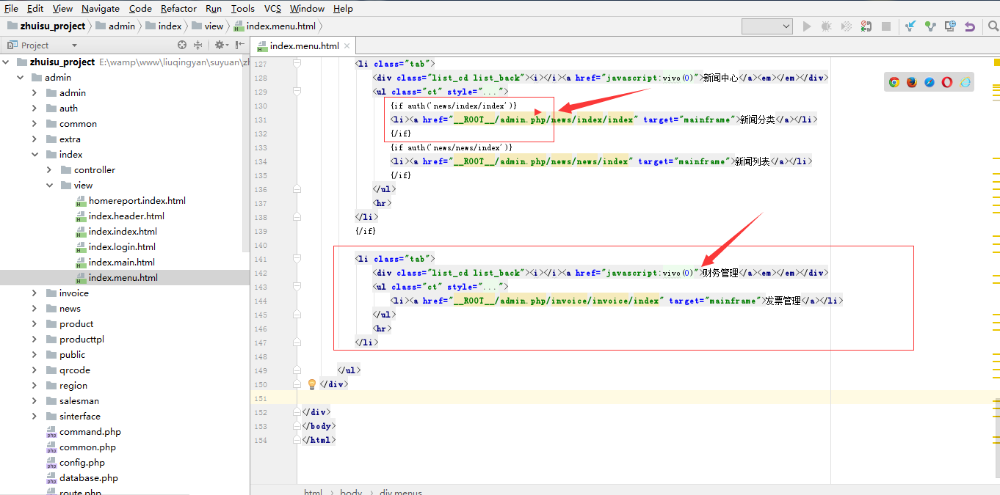 File Edit View Navigate Code Refactor Run Tools VCS Window Help
zhuisu_project admin index view index.menu.html
Project
index.menu.html
zhuisu_project E:\wamp\www\liuqingyan\suyuan\zh
admin
admin
auth
common
extra
index
controller
view
homereport.index.html
index.header.html
index.index.html
index.login.html
index.main.html
index.menu.html
invoice
news
product
producttpl
public
qrcode
region
salesman
sinterface
command.php
common.php
config.php
database.php
route.php
127 <li class="tab">
128 <div class="list_cd list_back"><i></i><a href="javascript:vivo(0)">新闻中心</a><em></em></div>
129 <ul class="ct" style="...">
130 {if auth('news/index/index')}
131 <li><a href="__ROOT__/admin.php/news/index/index" target="mainframe">新闻分类</a></li>
132 {/if}
133 {if auth('news/news/index')}
134 <li><a href="__ROOT__/admin.php/news/news/index" target="mainframe">新闻列表</a></li>
135 {/if}
136 </ul>
137 <hr>
138 </li>
139 {/if}
140
141 <li class="tab">
142 <div class="list_cd list_back"><i></i><a href="javascript:vivo(0)">财务管理</a><em></em></div>
143 <ul class="ct" style="...">
144 <li><a href="__ROOT__/admin.php/invoice/invoice/index" target="mainframe">发票管理</a></li>
145 </ul>
146 <hr>
147 </li>
148
149 </ul>
150 </div>
151
152 </div>
153 </body>
154 </html>
html body div.menus